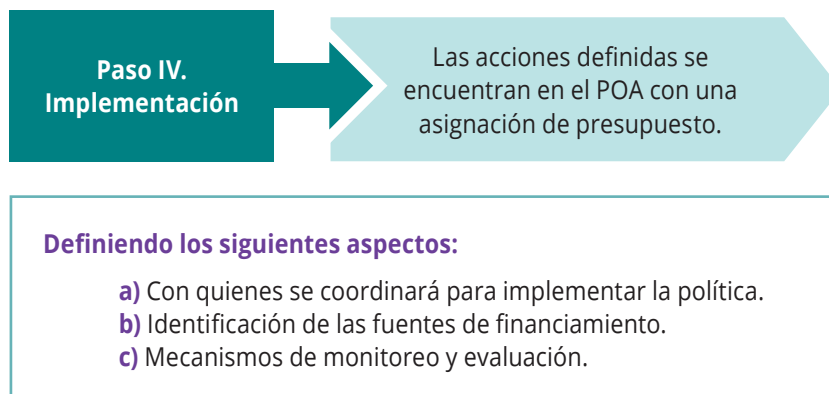 Paso IV.
Implementación
Las acciones definidas se
encuentran en el POA con una
asignación de presupuesto.
Definiendo los siguientes aspectos:
a) Con quienes se coordinará para implementar la política.
b) Identificación de las fuentes de financiamiento.
c) Mecanismos de monitoreo y evaluación.